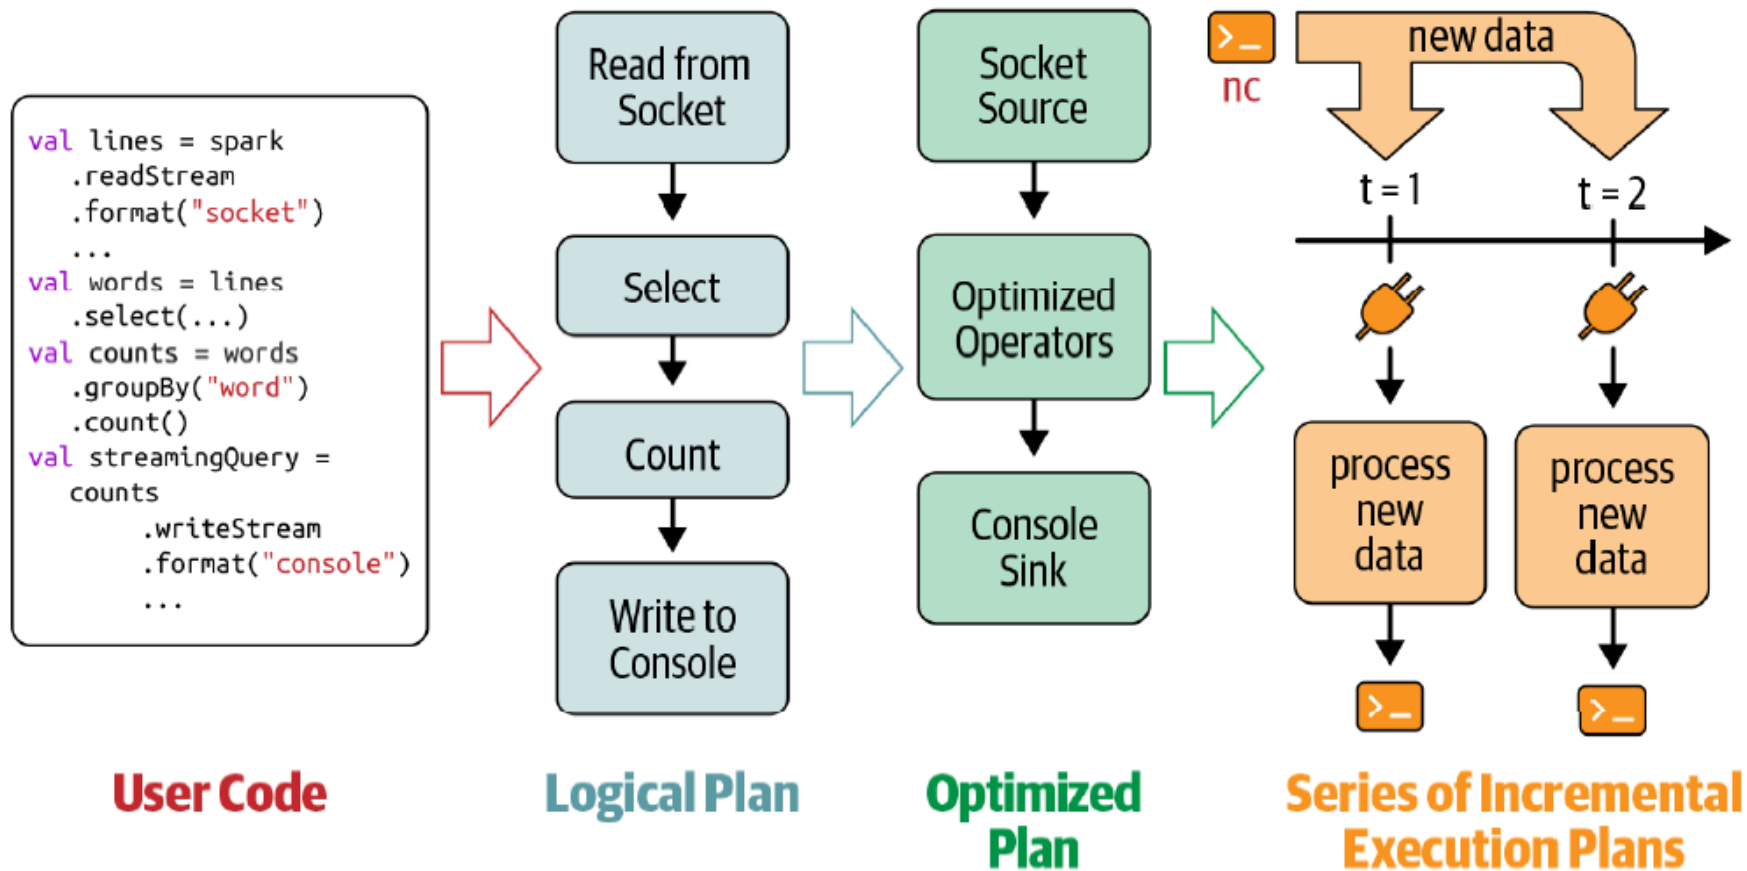 val lines = spark
.readStream
.format("socket")
...
val words = lines
.select(...)
val counts = words
.groupBy("word")
.count()
val streamingQuery =
counts
.writeStream
.format("console")
...
User Code
Read from
Socket
Select
Count
Write to
Console
Logical Plan
Socket
Source
Optimized
Operators
Console
Sink
Optimized
Plan
>_
nc
new data
t = 1
t = 2
process
new
data
process
new
data
>_
>_
Series of Incremental
Execution Plans